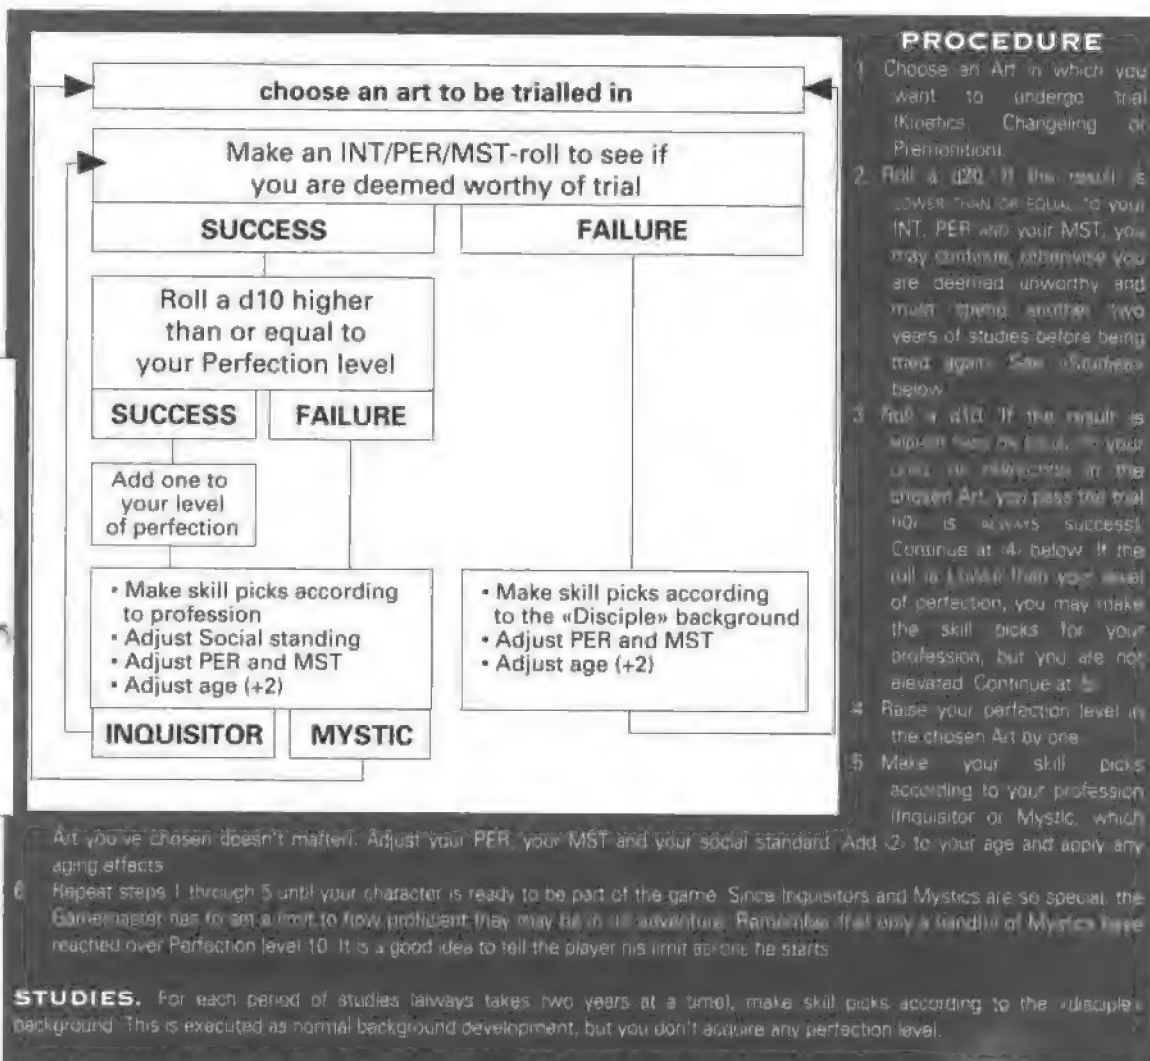 choose an art to be trialled in
Make an INT/PER/MST-roll to see if
you are deemed worthy of trial
SUCCESS
FAILURE
Roll a d10 higher
than or equal to
your Perfection level
SUCCESS
FAILURE
Add one to
your level
of perfection
• Make skill picks according
to profession
• Adjust Social standing
• Adjust PER and MST
• Adjust age (+2)
• Make skill picks according
to the «Disciple» background
• Adjust PER and MST
• Adjust age (+2)
INQUISITOR
MYSTIC
PROCEDURE
1 Choose an Art in which you
want to undergo trial
(Kinetics, Changeling or
Premonition).
2. Roll a d20. If the result is
LOWER THAN OR EQUAL TO your
INT, PER AND your MST, you
may continue, otherwise you
are deemed unworthy and
must spend another two
years of studies before being
tried again. See «Studies»
below
3 Roll a d10. If the result is
your
in the
chosen Art, you pass the trial
is ALWAYS success).
Continue at (4) below. If the
roll is LOWER than your level
of perfection, you may make
the skill picks for your
profession, but you are not
elevated. Continue at
4 Raise your perfection level in
the chosen Art by one
5 Make your skill picks
according to your profession
(Inquisitor or Mystic, which
Art you've chosen doesn't matter). Adjust your PER, your MST and your social standard. Add ‹2› to your age and apply any
aging effects
6 Repeat steps 1 through 5 until your character is ready to be part of the game. Since Inquisitors and Mystics are so special, the
Gamemaster has to set a limit to how proficient they may be in adventure. Remember that only a handful of Mystics have
reached over Perfection level 10. It is a good idea to tell the player his limit BEFORE he starts
STUDIES. For each period of studies (always takes two years at a time), make skill picks according to the «disciple»
background. This is executed as normal background development, but you don't acquire any perfection level.